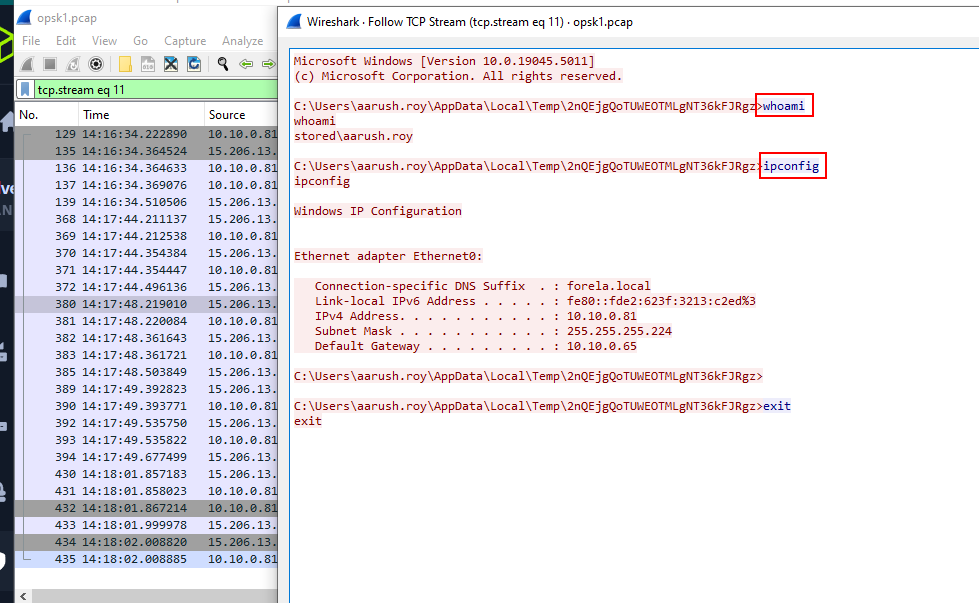 opsk1.pcap
File Edit View Go Capture Analyze
tcp.stream eq 11
No. Time Source
129 14:16:34.222890 10.10.0.81
135 14:16:34.364524 15.206.13.
136 14:16:34.364633 10.10.0.81
137 14:16:34.369076 10.10.0.81
139 14:16:34.510506 15.206.13.
368 14:17:44.211137 15.206.13.
369 14:17:44.212538 10.10.0.81
370 14:17:44.354384 15.206.13.
371 14:17:44.354447 10.10.0.81
372 14:17:44.496136 15.206.13.
380 14:17:48.219010 15.206.13.
381 14:17:48.220084 10.10.0.81
382 14:17:48.361643 15.206.13.
383 14:17:48.361721 10.10.0.81
385 14:17:48.503849 15.206.13.
389 14:17:49.392823 15.206.13.
390 14:17:49.393771 10.10.0.81
392 14:17:49.535750 15.206.13.
393 14:17:49.535822 10.10.0.81
394 14:17:49.677499 15.206.13.
430 14:18:01.857183 15.206.13.
431 14:18:01.858023 10.10.0.81
432 14:18:01.867214 10.10.0.81
433 14:18:01.999978 15.206.13.
434 14:18:02.008820 15.206.13.
435 14:18:02.008885 10.10.0.81
Wireshark · Follow TCP Stream (tcp.stream eq 11) · opsk1.pcap
Microsoft Windows [Version 10.0.19045.5011]
(c) Microsoft Corporation. All rights reserved.
C:\Users\aarush.roy\AppData\Local\Temp\2nQEjgQoTUWEOTMLgNT36kFJRgz>whoami
whoami
stored\aarush.roy
C:\Users\aarush.roy\AppData\Local\Temp\2nQEjgQoTUWEOTMLgNT36kFJRgz>ipconfig
ipconfig
Windows IP Configuration
Ethernet adapter Ethernet0:
Connection-specific DNS Suffix . : forela.local
Link-local IPv6 Address . . . . . : fe80::fde2:623f:3213:c2ed%3
IPv4 Address. . . . . . . . . . . : 10.10.0.81
Subnet Mask . . . . . . . . . . . : 255.255.255.224
Default Gateway . . . . . . . . . : 10.10.0.65
C:\Users\aarush.roy\AppData\Local\Temp\2nQEjgQoTUWEOTMLgNT36kFJRgz>
C:\Users\aarush.roy\AppData\Local\Temp\2nQEjgQoTUWEOTMLgNT36kFJRgz>exit
exit